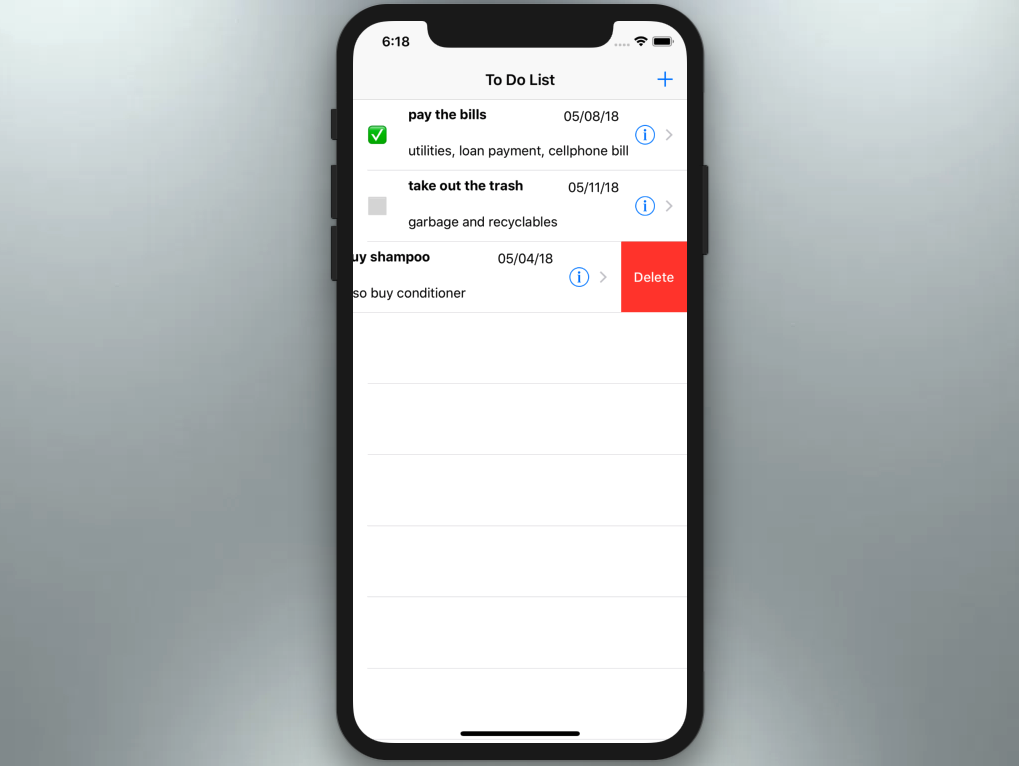 6:18
To Do List
pay the bills 05/08/18
utilities, loan payment, cellphone bill
take out the trash 05/11/18
garbage and recyclables
uy shampoo 05/04/18
so buy conditioner
Delete